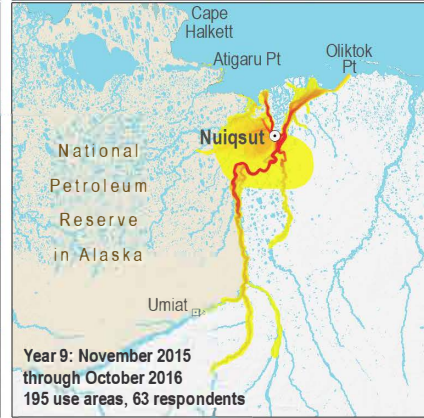 Cape
Halkett
Atigaru Pt
Oliktok
Pt
Nuiqsut
National
Petroleum
Reserve
in Alaska
Umiat
Year 9: November 2015
through October 2016
195 use areas, 63 respondents